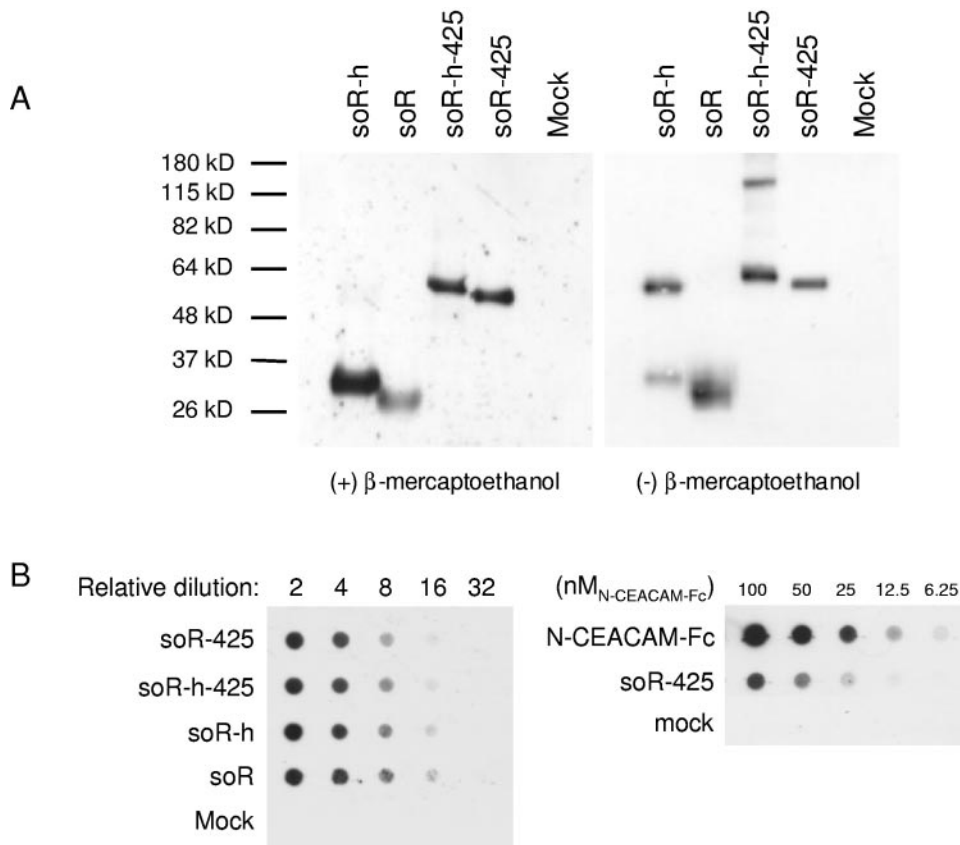 A
soR-h
soR
soR-h-425
soR-425
Mock
soR-h
soR
soR-h-425
soR-425
Mock
180 kD
115 kD
82 kD
64 kD
48 kD
37 kD
26 kD
(+) β-mercaptoethanol
(-) β-mercaptoethanol
B
Relative dilution: 2 4 8 16 32
soR-425
soR-h-425
soR-h
soR
Mock
(nM N-CEACAM-Fc) 100 50 25 12.5 6.25
N-CEACAM-Fc
soR-425
mock